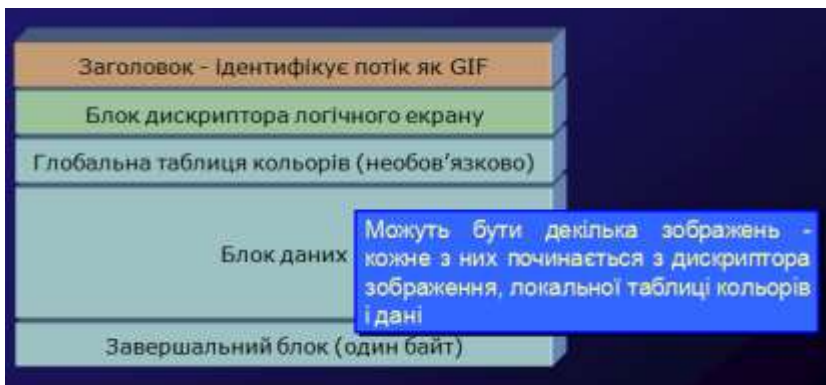 Заголовок - ідентифікує потік як GIF
Блок дискриптора логічного екрану
Глобальна таблиця кольорів (необов'язково)
Блок даних
Можуть бути декілька зображень -
кожне з них починається з дискриптора
зображення, локальної таблиці кольорів
і дані
Завершальний блок (один байт)